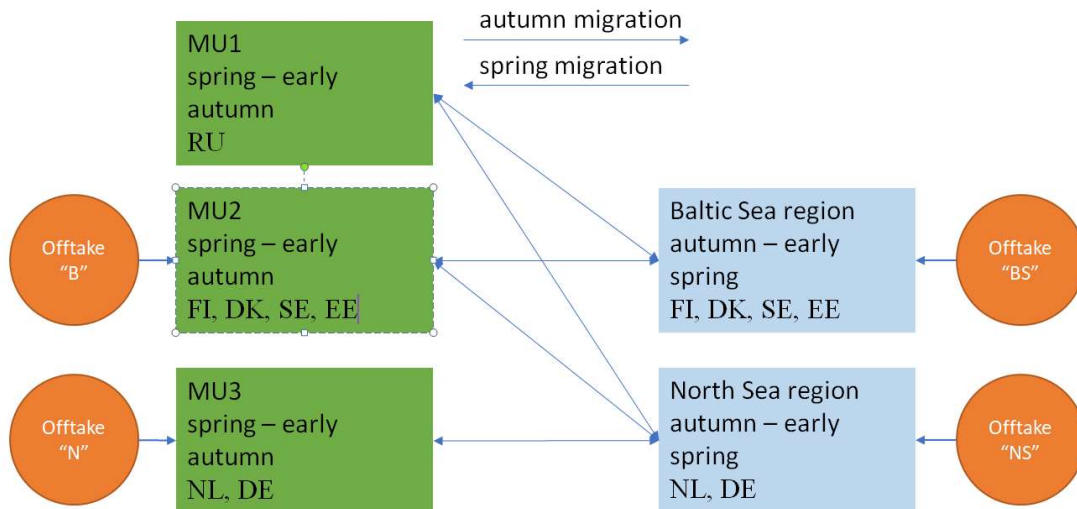 autumn migration
spring migration
MU1
spring – early
autumn
RU
Offtake
“B”
MU2
spring – early
autumn
FI, DK, SE, EE
Baltic Sea region
autumn – early
spring
FI, DK, SE, EE
Offtake
“BS”
Offtake
“N”
MU3
spring – early
autumn
NL, DE
North Sea region
autumn – early
spring
NL, DE
Offtake
“NS”